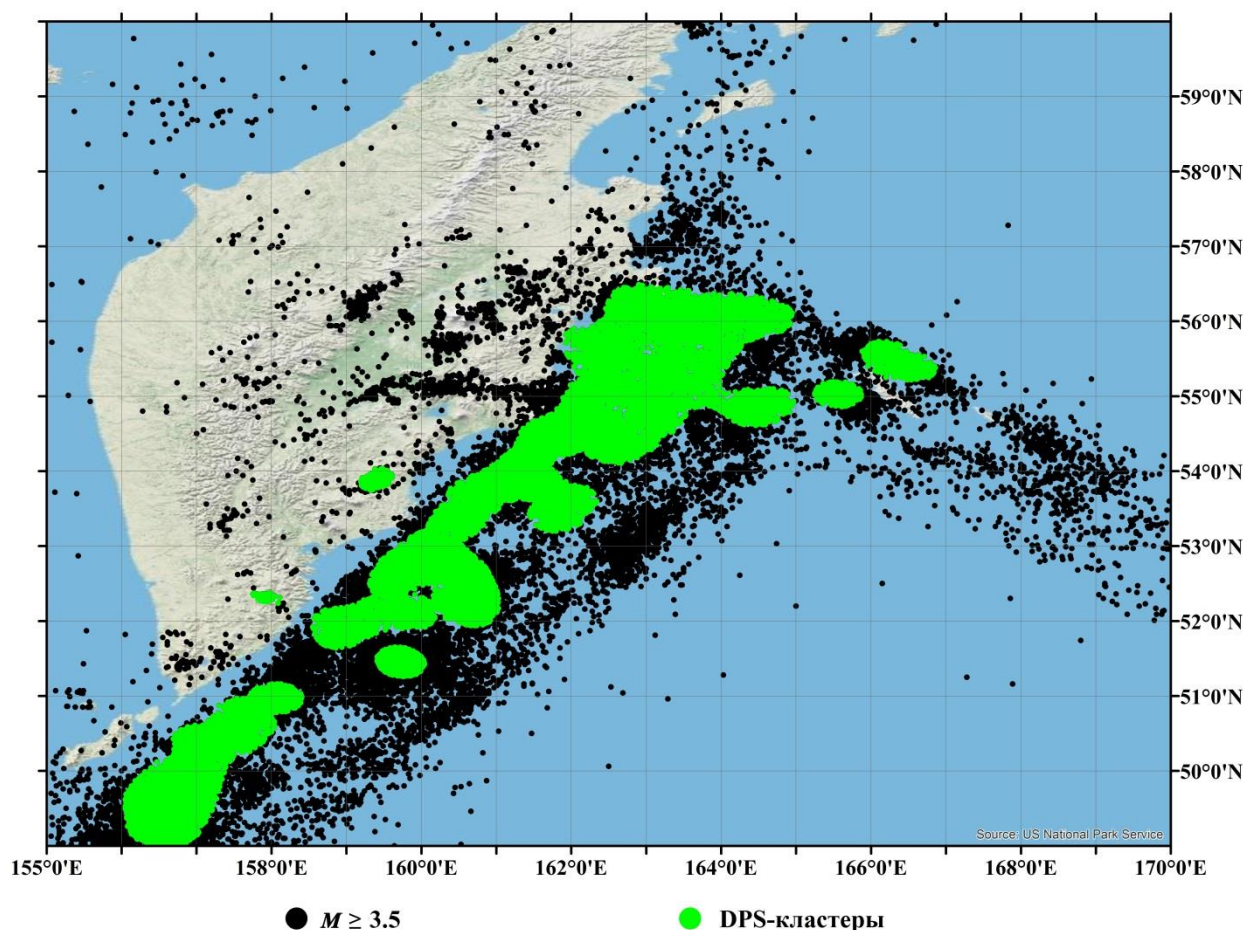 59°0'N
58°0'N
57°0'N
56°0'N
55°0'N
54°0'N
53°0'N
52°0'N
51°0'N
50°0'N
Source: US National Park Service
155°0'E 158°0'E 160°0'E 162°0'E 164°0'E 166°0'E 168°0'E 170°0'E
M ≥ 3.5 DPS-кластеры